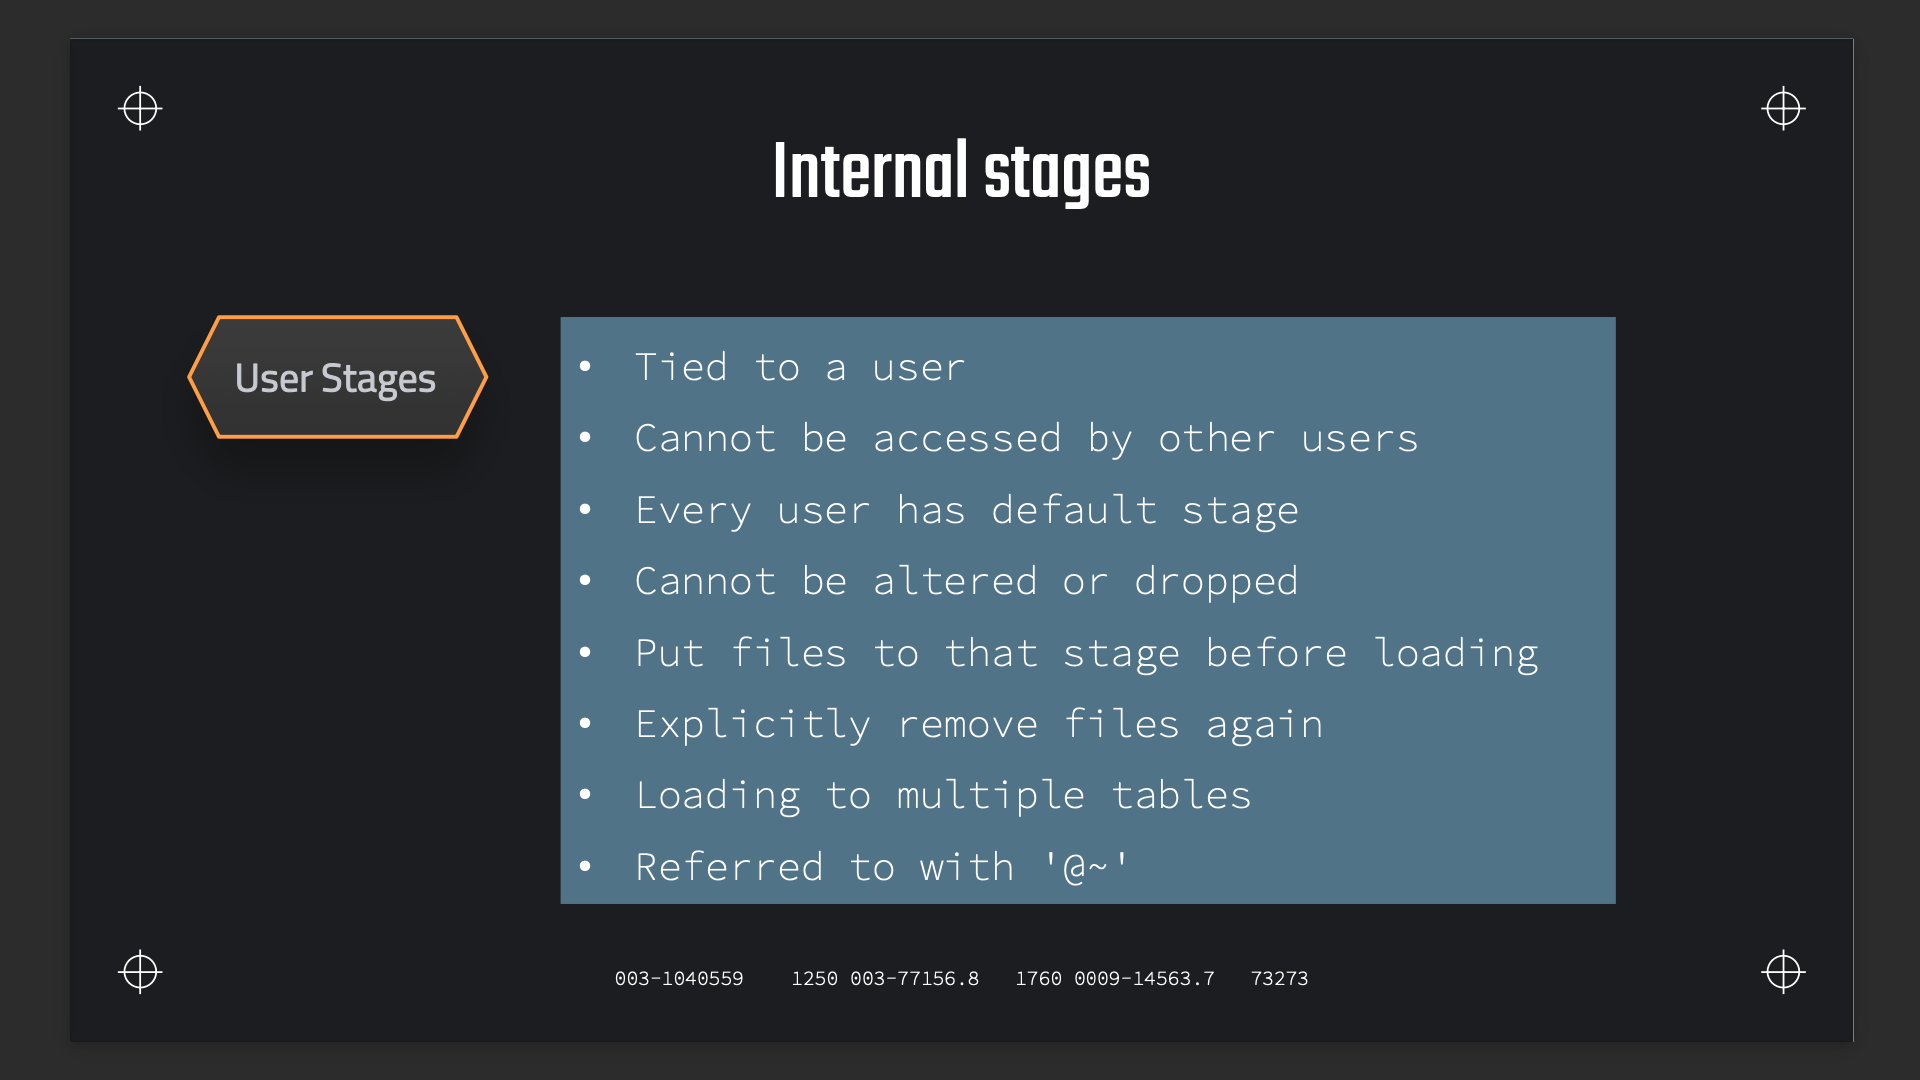 Internal stages
User Stages
• Tied to a user
• Cannot be accessed by other users
• Every user has default stage
• Cannot be altered or dropped
• Put files to that stage before loading
• Explicitly remove files again
• Loading to multiple tables
• Referred to with '@~'
003-1040559 1250 003-77156.8 1760 0009-14563.7 73273